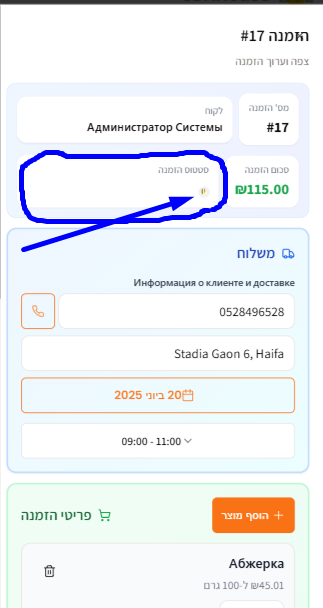 הזמנה #17
צפה וערוך הזמנה
מס' הזמנה
#17
לקוח
Администратор Системы
סכום הזמנה
₪115.00
סטטוס הזמנה
משלוח
Информация о клиенте и доставке
0528496528
Stadia Gaon 6, Haifa
20 ביוני 2025
09:00 - 11:00
פריטי הזמנה
הוסף מוצר
Абжерка
₪45.01 ל-100 גרם